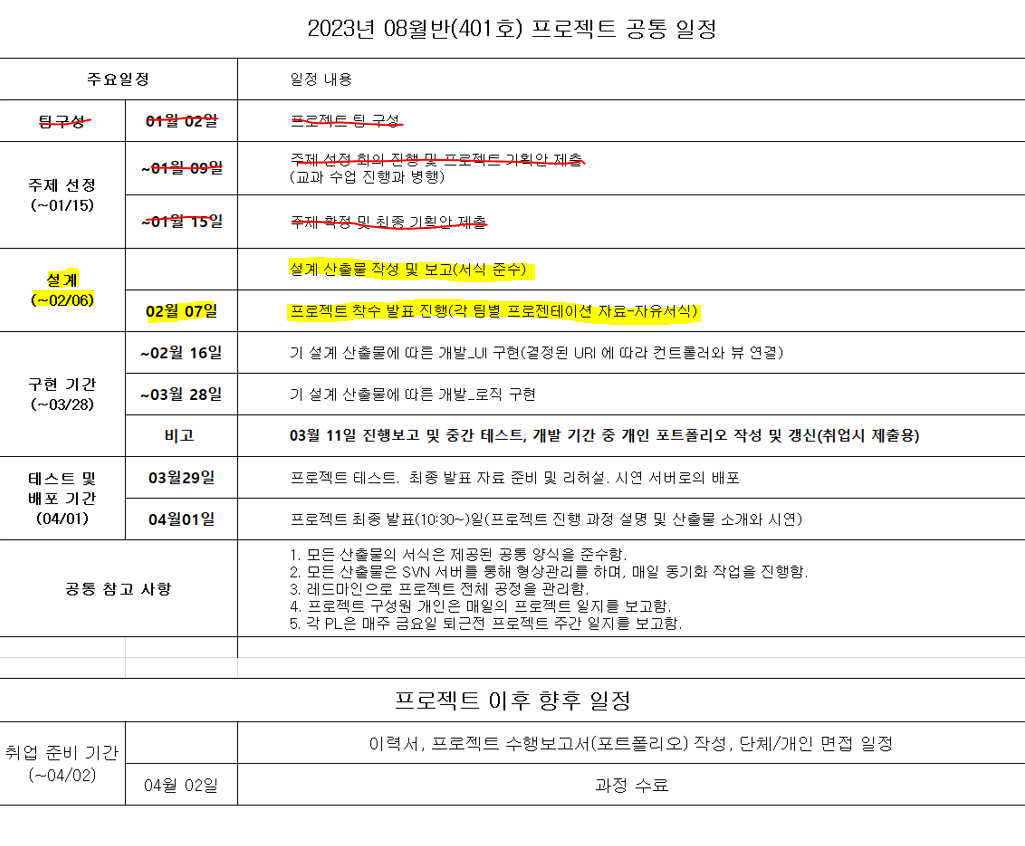 2023년 08월반(401호) 프로젝트 공통 일정
주요일정
일정 내용
팀구성
01월 02일
프로젝트 팀 구성
주제 선정
(~01/15)
~01월 09일
주제 선정 회의 진행 및 프로젝트 기획안 제출
(교과 수업 진행과 병행)
~01월 15일
주제 확정 및 최종 기획안 제출
설계
(~02/06)
설계 산출물 작성 및 보고(서식 준수)
02월 07일
프로젝트 착수 발표 진행(각 팀별 프로젠테이션 자료-자유서식)
구현 기간
(~03/28)
~02월 16일
기 설계 산출물에 따른 개발_UI 구현(결정된 URI 에 따라 컨트롤러와 뷰 연결)
~03월 28일
기 설계 산출물에 따른 개발_로직 구현
비고
03월 11일 진행보고 및 중간 테스트, 개발 기간 중 개인 포트폴리오 작성 및 갱신(취업시 제출용)
테스트 및
배포 기간
(04/01)
03월29일
프로젝트 테스트. 최종 발표 자료 준비 및 리허설. 시연 서버로의 배포
04월01일
프로젝트 최종 발표(10:30~)일(프로젝트 진행 과정 설명 및 산출물 소개와 시연)
공통 참고 사항
1. 모든 산출물의 서식은 제공된 공통 양식을 준수함.
2. 모든 산출물은 SVN 서버를 통해 형상관리를 하며, 매일 동기화 작업을 진행함.
3. 레드마인으로 프로젝트 전체 공정을 관리함.
4. 프로젝트 구성원 개인은 매일의 프로젝트 일지를 보고함.
5. 각 PL은 매주 금요일 퇴근전 프로젝트 주간 일지를 보고함.
프로젝트 이후 향후 일정
취업 준비 기간
(~04/02)
이력서, 프로젝트 수행보고서(포트폴리오) 작성, 단체/개인 면접 일정
04월 02일
과정 수료